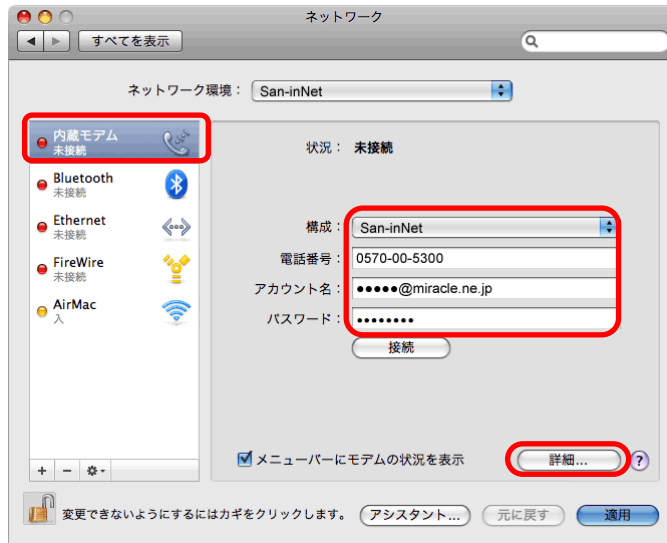 ネットワーク
すべてを表示
ネットワーク環境： San-inNet
内蔵モデム
未接続
Bluetooth
未接続
Ethernet
未接続
FireWire
未接続
AirMac
入
状況： 未接続
構成： San-inNet
電話番号： 0570-00-5300
アカウント名： ●●●●●@miracle.ne.jp
パスワード： ●●●●●●●●
接続
メニューバーにモデムの状況を表示
詳細... ?
変更できないようにするにはカギをクリックします。 アシスタント... 元に戻す 適用